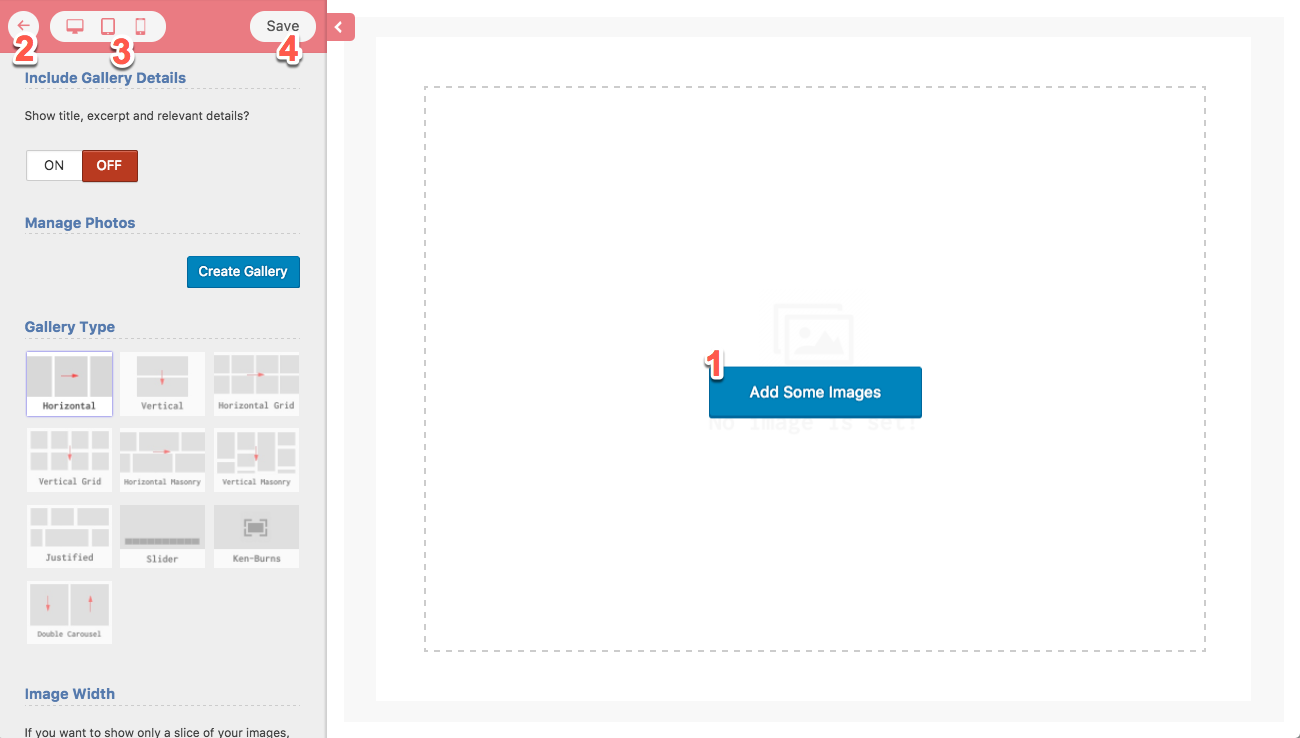 Save
2
3
4
Include Gallery Details
Show title, excerpt and relevant details?
ON OFF
Manage Photos
Create Gallery
Gallery Type
Horizontal Vertical Horizontal Grid
Vertical Grid Horizontal Masonry Vertical Masonry
Justified Slider Ken-Burns
Double Carousel
Image Width
If you want to show only a slice of your images,
1
Add Some Images
No image is set!